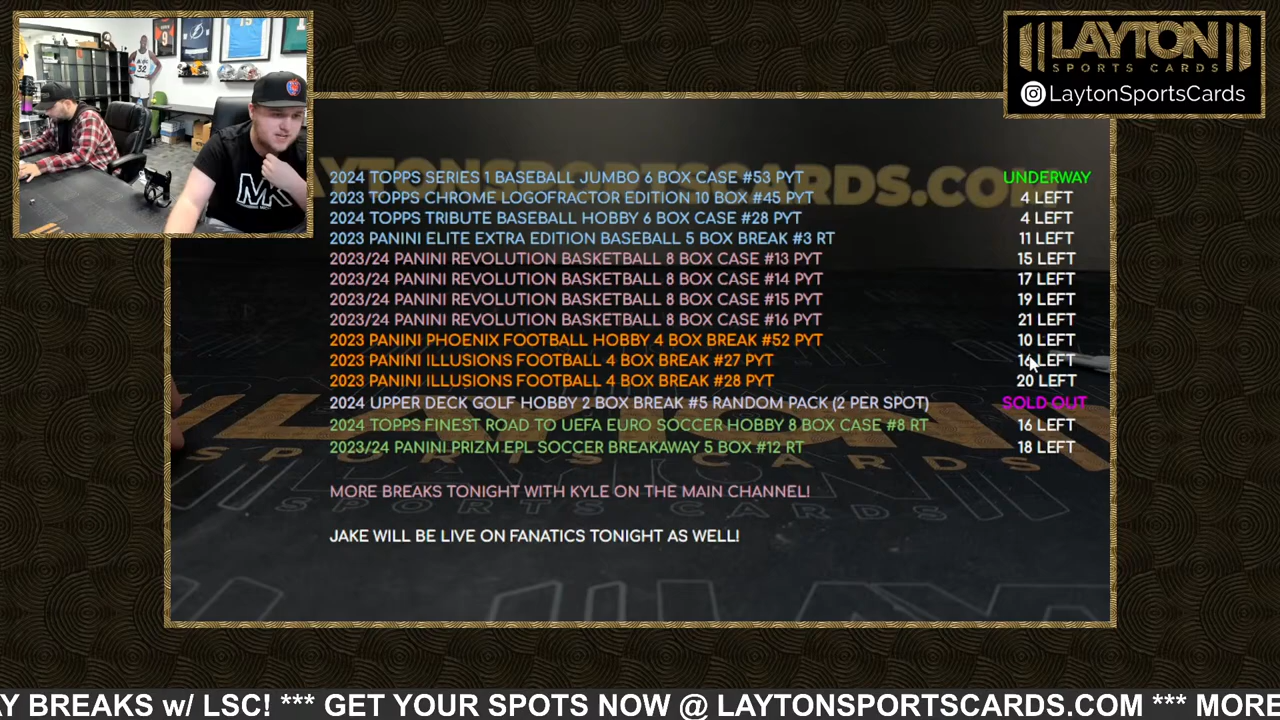 LAYTON
SPORTS CARDS
LaytonSportsCards
2024 TOPPS SERIES 1 BASEBALL JUMBO 6 BOX CASE #53 PYT UNDERWAY
2023 TOPPS CHROME LOGOFRACTOR EDITION 10 BOX #45 PYT 4 LEFT
2024 TOPPS TRIBUTE BASEBALL HOBBY 6 BOX CASE #28 PYT 4 LEFT
2023 PANINI ELITE EXTRA EDITION BASEBALL 5 BOX BREAK #3 RT 11 LEFT
2023/24 PANINI REVOLUTION BASKETBALL 8 BOX CASE #13 PYT 15 LEFT
2023/24 PANINI REVOLUTION BASKETBALL 8 BOX CASE #14 PYT 17 LEFT
2023/24 PANINI REVOLUTION BASKETBALL 8 BOX CASE #15 PYT 19 LEFT
2023/24 PANINI REVOLUTION BASKETBALL 8 BOX CASE #16 PYT 21 LEFT
2023 PANINI PHOENIX FOOTBALL HOBBY 4 BOX BREAK #52 PYT 10 LEFT
2023 PANINI ILLUSIONS FOOTBALL 4 BOX BREAK #27 PYT 16 LEFT
2023 PANINI ILLUSIONS FOOTBALL 4 BOX BREAK #28 PYT 20 LEFT
2024 UPPER DECK GOLF HOBBY 2 BOX BREAK #5 RANDOM PACK (2 PER SPOT) SOLD OUT
2024 TOPPS FINEST ROAD TO UEFA EURO SOCCER HOBBY 8 BOX CASE #8 RT 16 LEFT
2023/24 PANINI PRIZM EPL SOCCER BREAKAWAY 5 BOX #12 RT 18 LEFT
MORE BREAKS TONIGHT WITH KYLE ON THE MAIN CHANNEL!
JAKE WILL BE LIVE ON FANATICS TONIGHT AS WELL!
AY BREAKS w/ LSC! *** GET YOUR SPOTS NOW @ LAYTONSPORTSCARDS.COM *** MORE